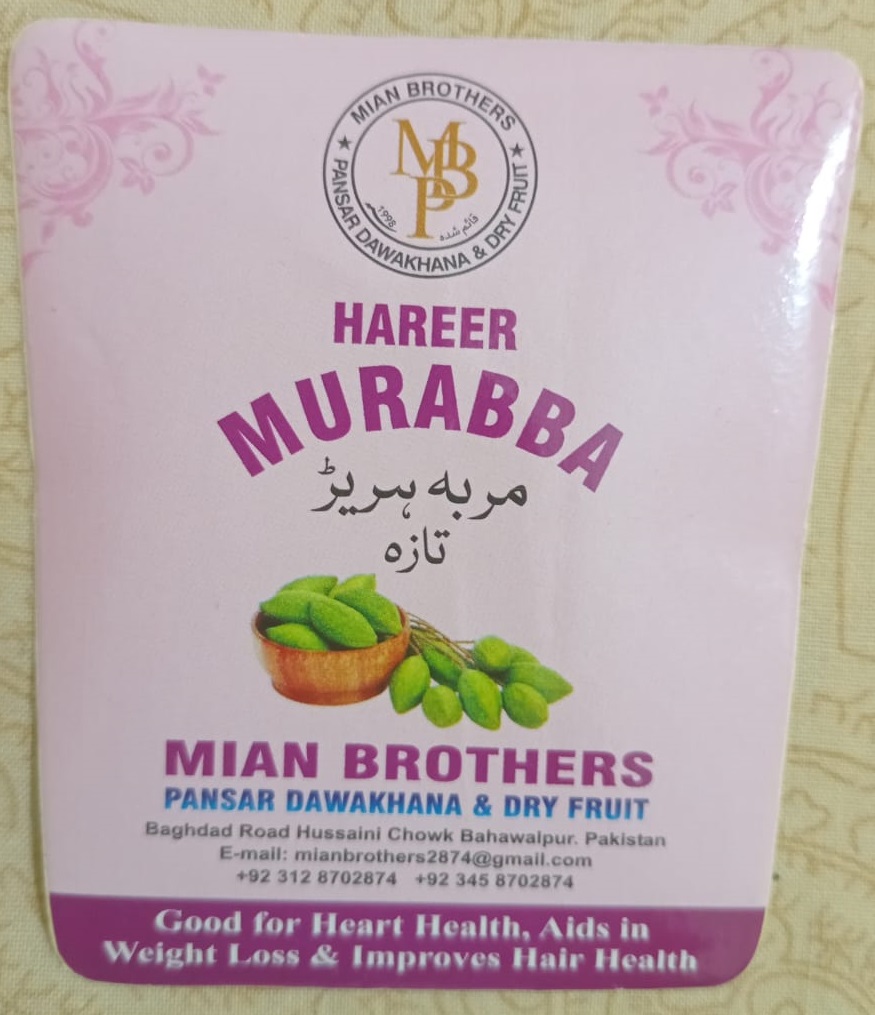 MIAN BROTHERS
MBP
1998 قائم شدہ
★ PANSAR DAWAKHANA & DRY FRUIT ★
HAREER
MURABBA
مربہ ہریڑ
تازہ
MIAN BROTHERS
PANSAR DAWAKHANA & DRY FRUIT
Baghdad Road Hussaini Chowk Bahawalpur. Pakistan
E-mail: mianbrothers2874@gmail.com
+92 312 8702874 +92 345 8702874
Good for Heart Health, Aids in
Weight Loss & Improves Hair Health